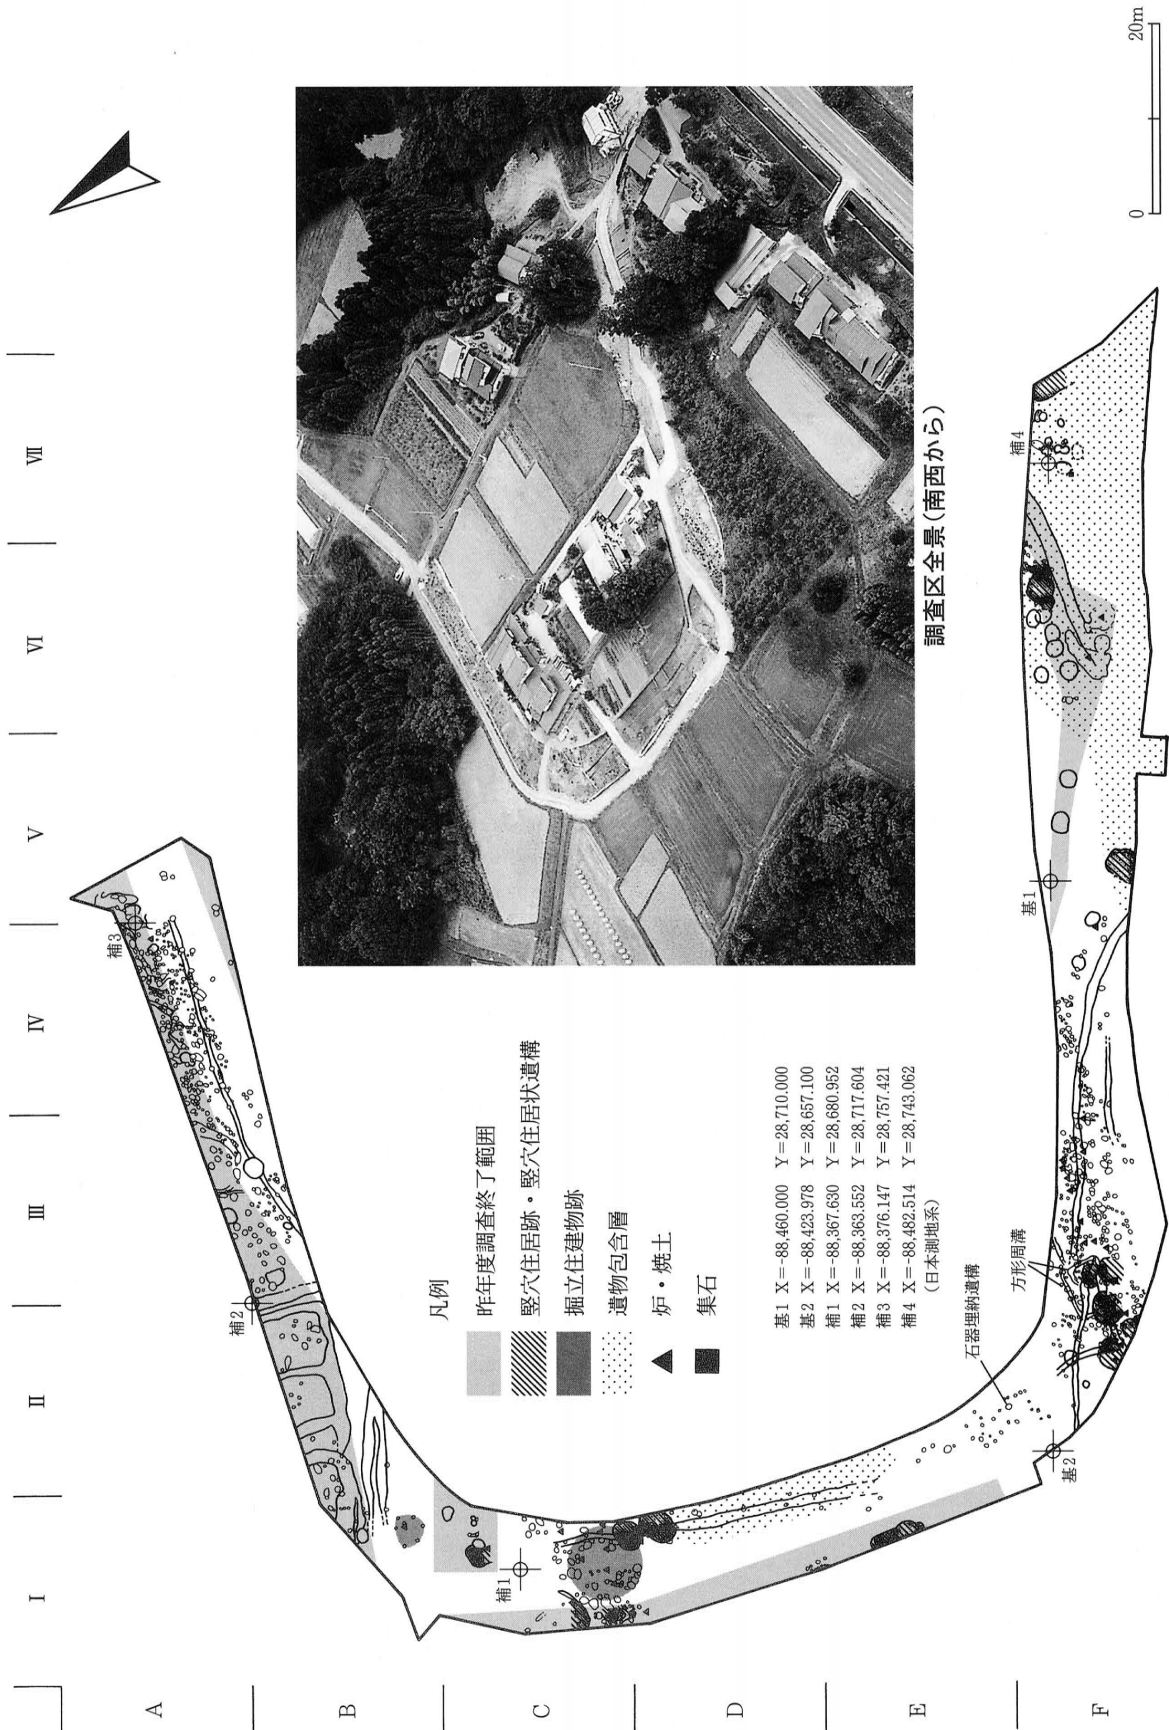 I
II
III
IV
V
VI
VII
A
B
C
D
E
F
補1
補2
補3
補4
基1
基2
石器埋納遺構
方形周溝
凡例
昨年度調査終了範囲
竪穴住居跡・竪穴住居状遺構
掘立住建物跡
遺物包含層
炉・焼土
集石
基1 X=-88,460.000 Y=28,710.000
基2 X=-88,423.978 Y=28,657.100
補1 X=-88,367.630 Y=28,680.952
補2 X=-88,363.552 Y=28,717.604
補3 X=-88,376.147 Y=28,757.421
補4 X=-88,482.514 Y=28,743.062
(日本測地系)
調査区全景(南西から)
0 20m